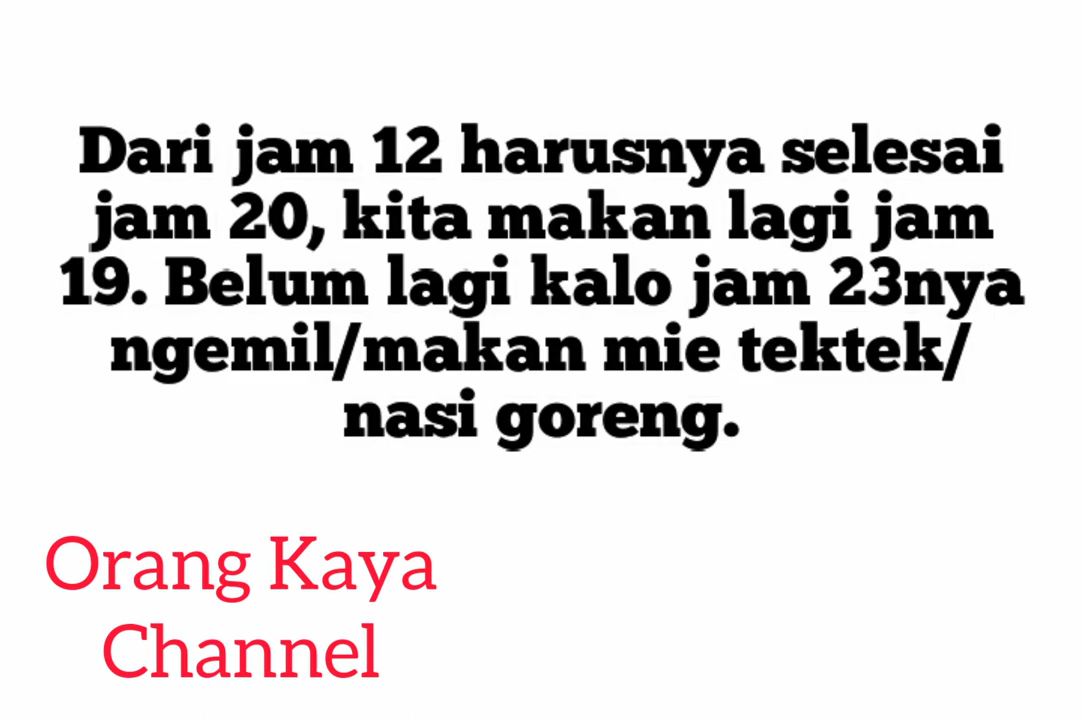 Dari jam 12 harusnya selesai
jam 20, kita makan lagi jam
19. Belum lagi kalo jam 23nya
ngemil/makan mie tektek/
nasi goreng.
Orang Kaya
Channel